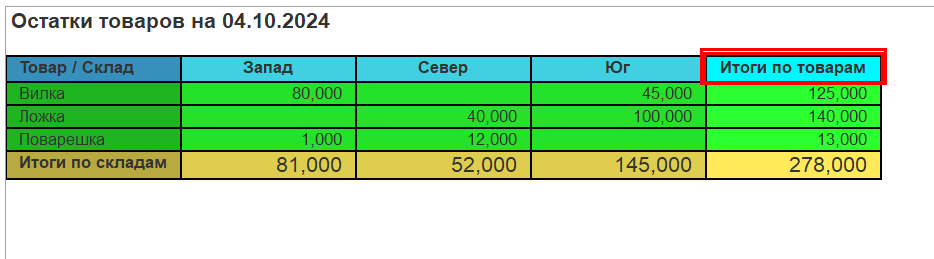 Остатки товаров на 04.10.2024
Товар / Склад Запад Север Юг Итоги по товарам
Вилка 80,000 45,000 125,000
Ложка 40,000 100,000 140,000
Поварешка 1,000 12,000 13,000
Итоги по складам 81,000 52,000 145,000 278,000